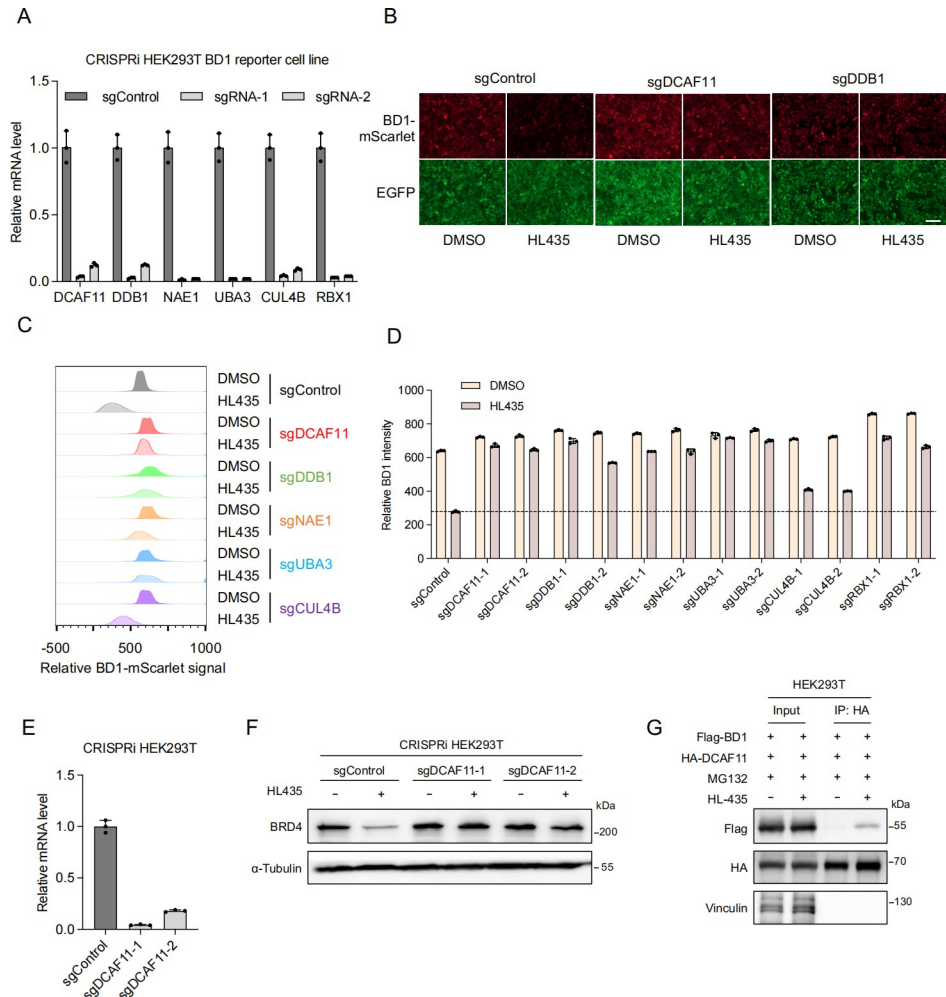 A
CRISPRi HEK293T BD1 reporter cell line
sgControl sgRNA-1 sgRNA-2
Relative mRNA level
1.5
1.0
0.5
0.0
DCAF11 DDB1 NAE1 UBA3 CUL4B RBX1
B
sgControl sgDCAF11 sgDDB1
BD1-
mScarlet
EGFP
DMSO HL435 DMSO HL435 DMSO HL435
C
DMSO
HL435
sgControl
DMSO
HL435
sgDCAF11
DMSO
HL435
sgDDB1
DMSO
HL435
sgNAE1
DMSO
HL435
sgUBA3
DMSO
HL435
sgCUL4B
-500 500 1000
Relative BD1-mScarlet signal
D
DMSO
HL435
Relative BD1 intensity
1000
800
600
400
200
0
sgControl sgDCAF11-1 sgDCAF11-2 sgDDB1-1 sgDDB1-2 sgNAE1-1 sgNAE1-2 sgUBA3-1 sgUBA3-2 sgCUL4B-1 sgCUL4B-2 sgRBX1-1 sgRBX1-2
E
CRISPRi HEK293T
Relative mRNA level
1.5
1.0
0.5
0.0
sgControl sgDCAF11-1 sgDCAF11-2
F
CRISPRi HEK293T
sgControl sgDCAF11-1 sgDCAF11-2
HL435 – + – + – +
kDa
BRD4 –200
α-Tubulin –55
G
HEK293T
Input IP: HA
Flag-BD1 + + + +
HA-DCAF11 + + + +
MG132 + + + +
HL-435 – + – +
kDa
Flag –55
HA –70
Vinculin –130